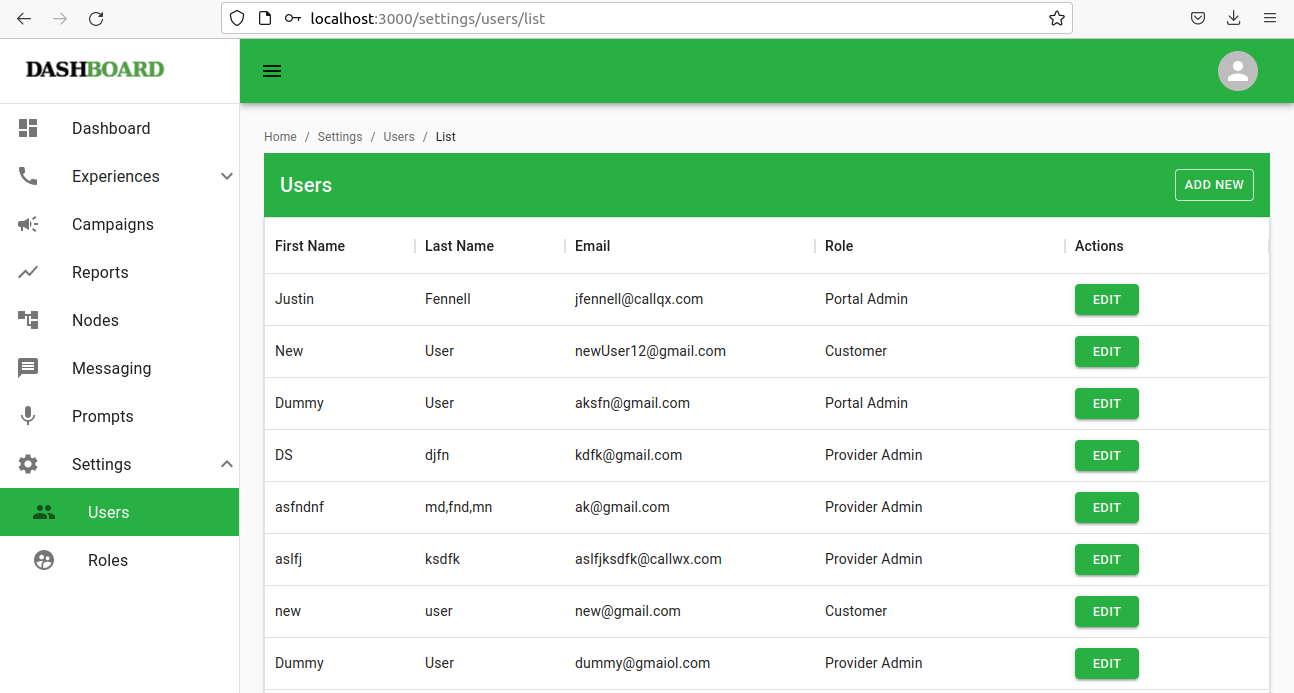 localhost:3000/settings/users/list
DASHBOARD
Dashboard
Experiences
Campaigns
Reports
Nodes
Messaging
Prompts
Settings
Users
Roles
Home / Settings / Users / List
Users ADD NEW
First Name Last Name Email Role Actions
Justin Fennell jfennell@callqx.com Portal Admin EDIT
New User newUser12@gmail.com Customer EDIT
Dummy User aksfn@gmail.com Portal Admin EDIT
DS djfn kdfk@gmail.com Provider Admin EDIT
asfndnf md,fnd,mn ak@gmail.com Provider Admin EDIT
aslfj ksdfk aslfjksdfk@callwx.com Provider Admin EDIT
new user new@gmail.com Customer EDIT
Dummy User dummy@gmaiol.com Provider Admin EDIT